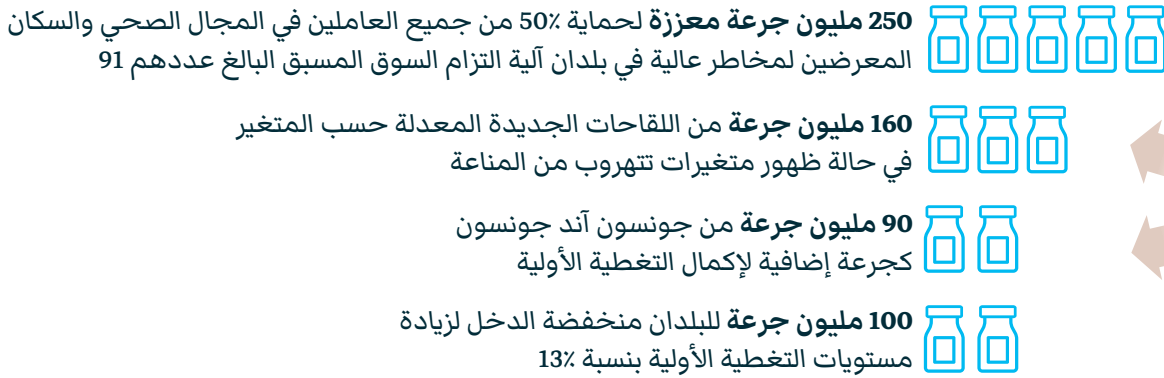 250 مليون جرعة معززة لحماية 50٪ من جميع العاملين في المجال الصحي والسكان
المعرضين لمخاطر عالية في بلدان آلية التزام السوق المسبق البالغ عددهم 91
160 مليون جرعة من اللقاحات الجديدة المعدلة حسب المتغير
في حالة ظهور متغيرات تتهروب من المناعة
90 مليون جرعة من جونسون آند جونسون
كجرعة إضافية لإكمال التغطية الأولية
100 مليون جرعة للبلدان منخفضة الدخل لزيادة
مستويات التغطية الأولية بنسبة 13٪